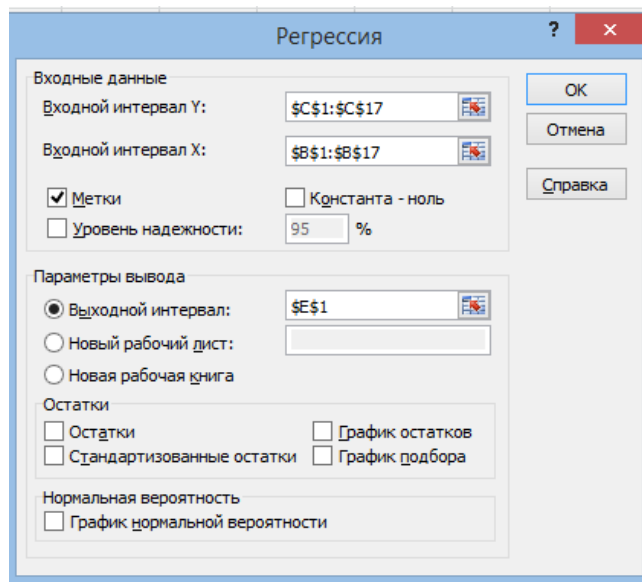 Регрессия
? ×
Входные данные
Входной интервал Y: $C$1:$C$17
Входной интервал X: $B$1:$B$17
Метки Константа - ноль
Уровень надежности: 95 %
OK
Отмена
Справка
Параметры вывода
Выходной интервал: $E$1
Новый рабочий лист:
Новая рабочая книга
Остатки
Остатки График остатков
Стандартизованные остатки График подбора
Нормальная вероятность
График нормальной вероятности